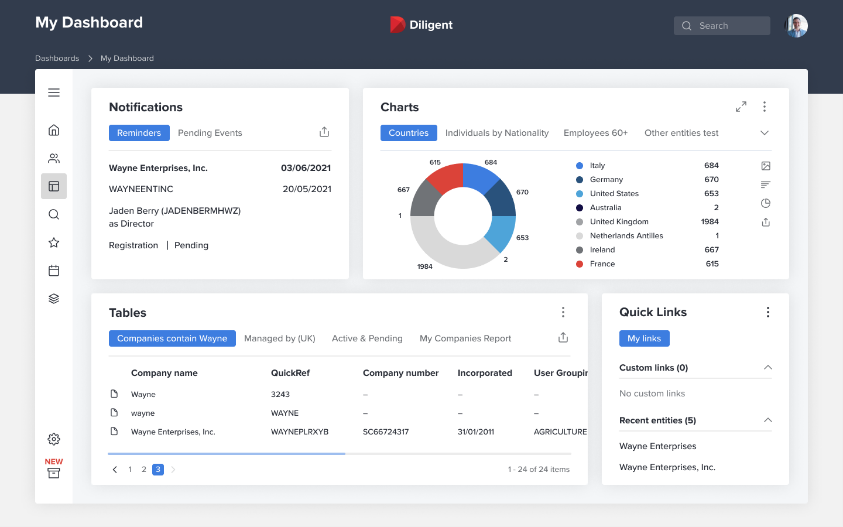 My Dashboard
Diligent
Search
Dashboards > My Dashboard
Notifications
Reminders Pending Events
Wayne Enterprises, Inc. 03/06/2021
WAYNEENTINC 20/05/2021
Jaden Berry (JADENBERMHWZ)
as Director
Registration | Pending
Charts
Countries Individuals by Nationality Employees 60+ Other entities test
615 684
667 670
1 653
1984 2
Italy 684
Germany 670
United States 653
Australia 2
United Kingdom 1984
Netherlands Antilles 1
Ireland 667
France 615
Tables
Companies contain Wayne Managed by (UK) Active & Pending My Companies Report
Company name QuickRef Company number Incorporated User Groupin
Wayne 3243 – – –
wayne WAYNE – – –
Wayne Enterprises, Inc. WAYNEPLRXYB SC66724317 31/01/2011 AGRICULTURE
1 2 3
1 - 24 of 24 items
Quick Links
My links
Custom links (0)
No custom links
Recent entities (5)
Wayne Enterprises
Wayne Enterprises, Inc.
NEW